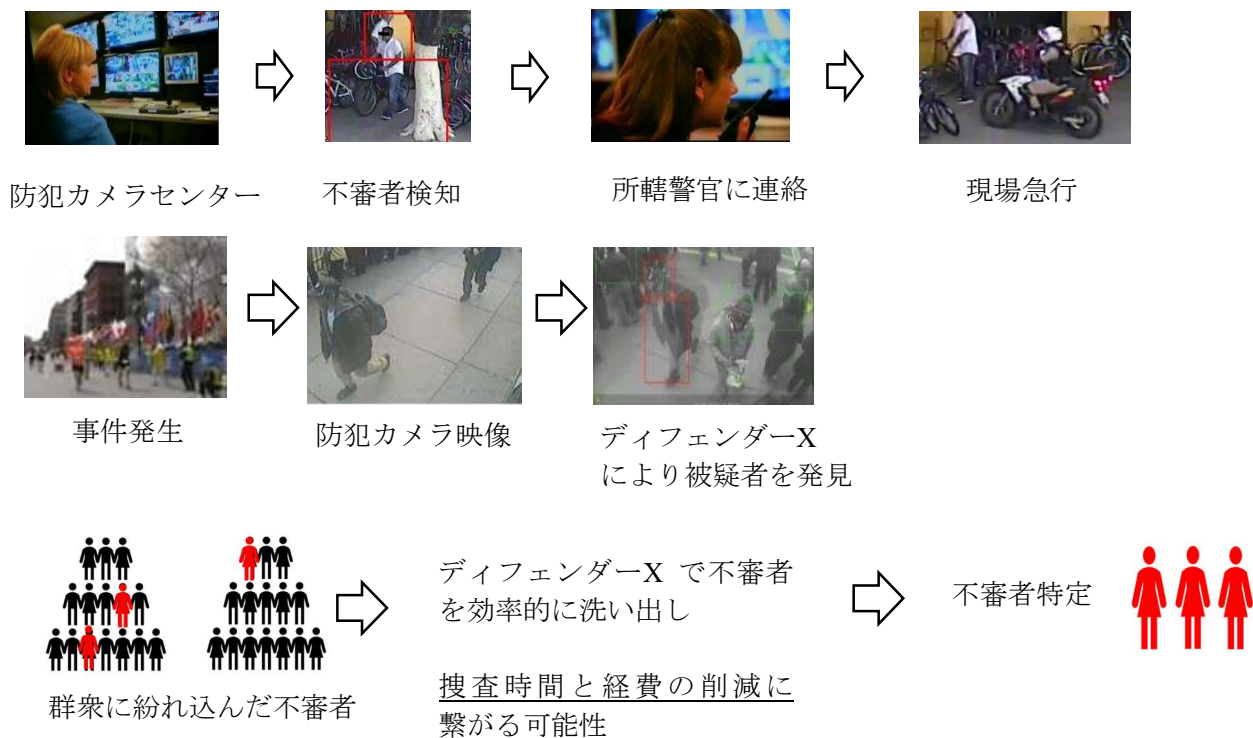 防犯カメラセンター
不審者検知
所轄警官に連絡
現場急行
事件発生
防犯カメラ映像
ディフェンダーX
により被疑者を発見
ディフェンダーX で不審者
を効率的に洗い出し
不審者特定
群衆に紛れ込んだ不審者
捜査時間と経費の削減に
繋がる可能性